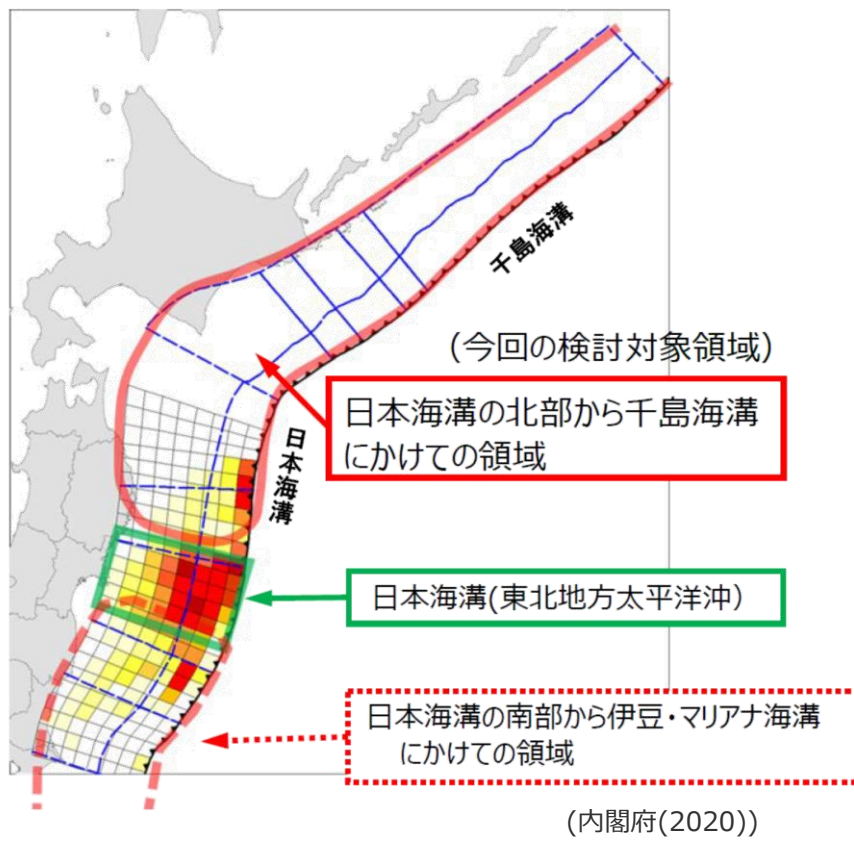 千島海溝
(今回の検討対象領域)
日本海溝の北部から千島海溝
にかけての領域
日本海溝
日本海溝(東北地方太平洋沖)
日本海溝の南部から伊豆・マリアナ海溝
にかけての領域
(内閣府(2020))